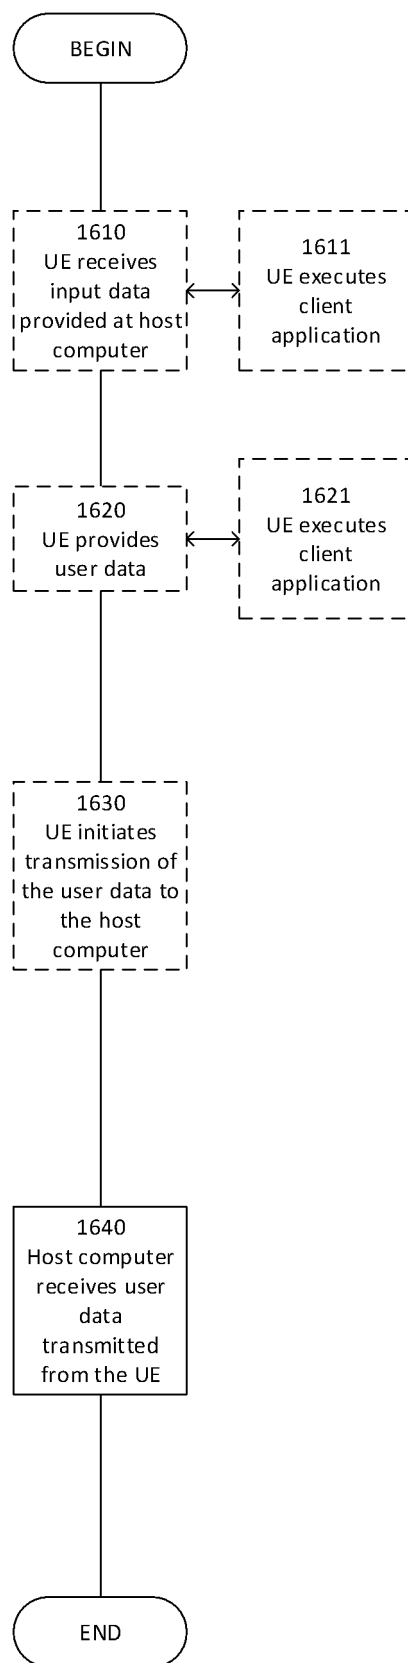 BEGIN
1610
UE receives
input data
provided at host
computer
1611
UE executes
client
application
1620
UE provides
user data
1621
UE executes
client
application
1630
UE initiates
transmission of
the user data to
the host
computer
1640
Host computer
receives user
data
transmitted
from the UE
END